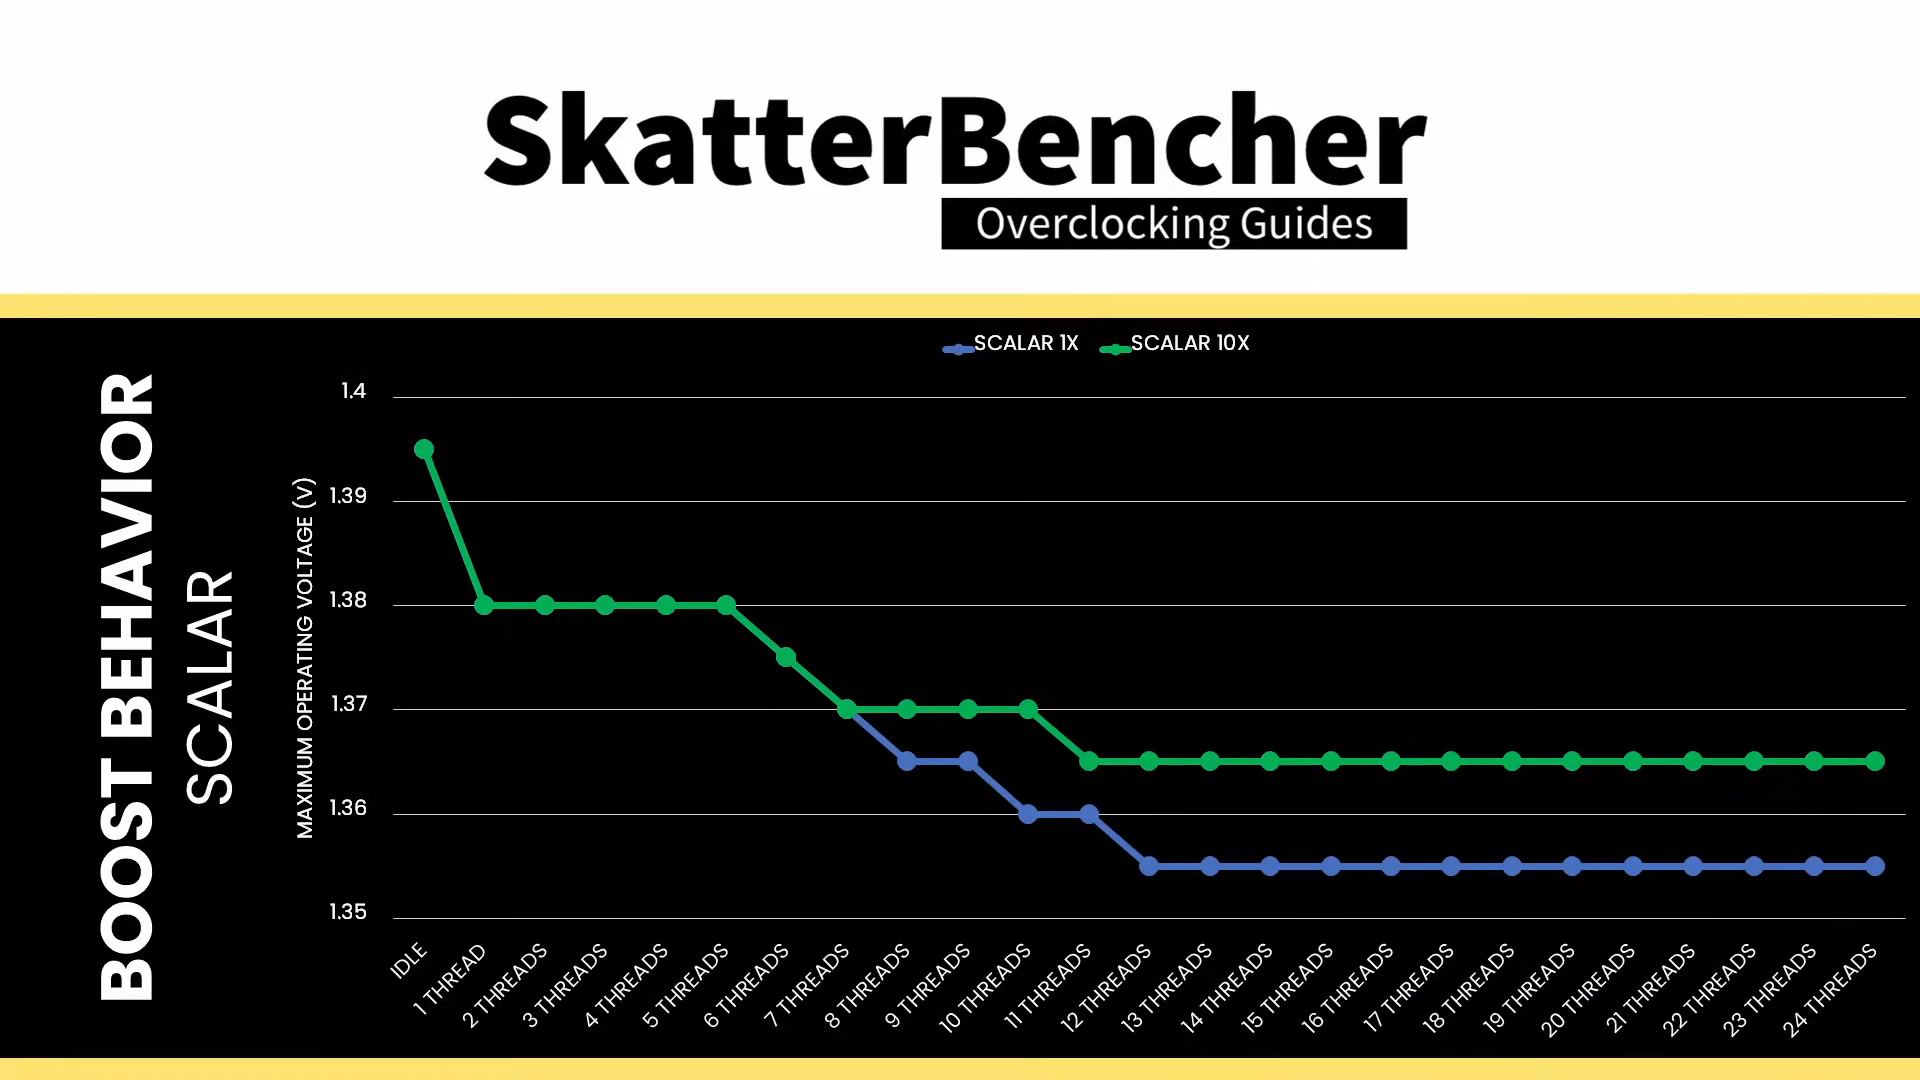 SkatterBencher
Overclocking Guides
SCALAR 1X
SCALAR 10X
BOOST BEHAVIOR
SCALAR
MAXIMUM OPERATING VOLTAGE (V)
1.4
1.39
1.38
1.37
1.36
1.35
IDLE
1 THREAD
2 THREADS
3 THREADS
4 THREADS
5 THREADS
6 THREADS
7 THREADS
8 THREADS
9 THREADS
10 THREADS
11 THREADS
12 THREADS
13 THREADS
14 THREADS
15 THREADS
16 THREADS
17 THREADS
18 THREADS
19 THREADS
20 THREADS
21 THREADS
22 THREADS
23 THREADS
24 THREADS